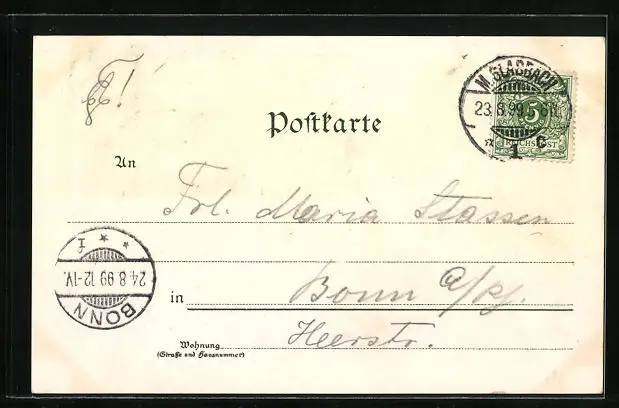 M. GLADBACH
23.8.99.
1 c
5
REICHSPOST
Postkarte
An
Frl. Maria Stassen
in Bonn a/Rh.
Heerstr.
Wohnung
(Straße und Hausnummer)
BONN
24.8.99.12-1V.
* * f